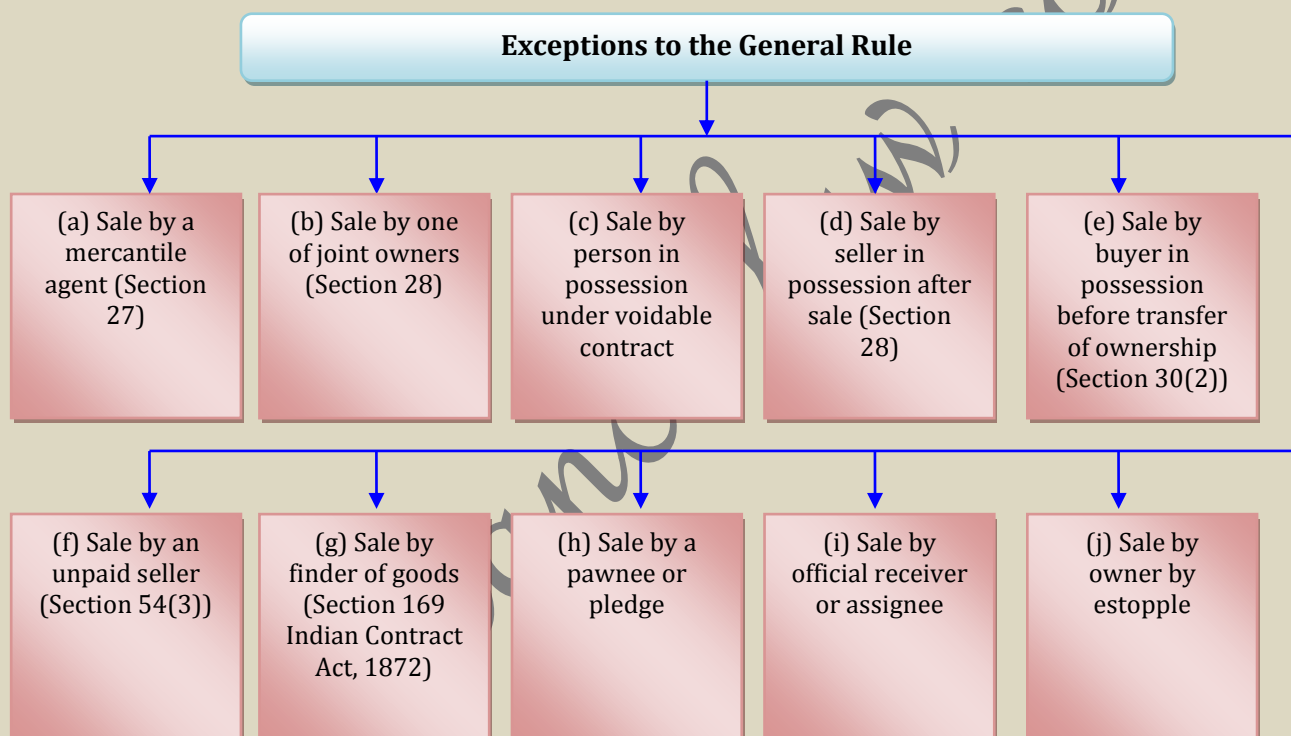 Exceptions to the General Rule
(a) Sale by a
mercantile
agent (Section
27)
(b) Sale by one
of joint owners
(Section 28)
(c) Sale by
person in
possession
under voidable
contract
(d) Sale by
seller in
possession after
sale (Section
28)
(e) Sale by
buyer in
possession
before transfer
of ownership
(Section 30(2))
(f) Sale by an
unpaid seller
(Section 54(3))
(g) Sale by
finder of goods
(Section 169
Indian Contract
Act, 1872)
(h) Sale by a
pawnee or
pledge
(i) Sale by
official receiver
or assignee
(j) Sale by
owner by
estopple